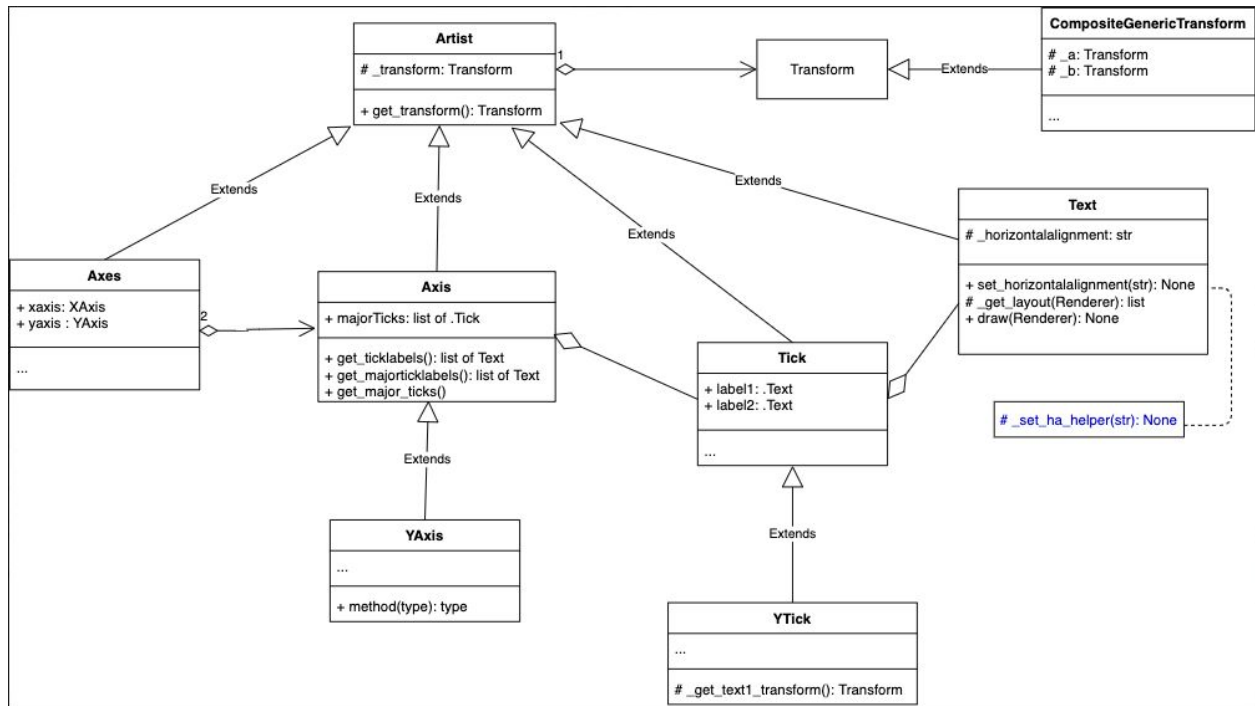 Artist
# _transform: Transform
+ get_transform(): Transform
1
Transform
Extends
CompositeGenericTransform
# _a: Transform
# _b: Transform
...
Extends
Extends
Extends
Extends
Axes
+ xaxis: XAxis
+ yaxis : YAxis
...
2
Axis
+ majorTicks: list of .Tick
+ get_ticklabels(): list of Text
+ get_majorticklabels(): list of Text
+ get_major_ticks()
Text
# _horizontalalignment: str
+ set_horizontalalignment(str): None
# _get_layout(Renderer): list
+ draw(Renderer): None
# _set_ha_helper(str): None
Tick
+ label1: .Text
+ label2: .Text
...
Extends
YAxis
...
+ method(type): type
Extends
YTick
...
# _get_text1_transform(): Transform